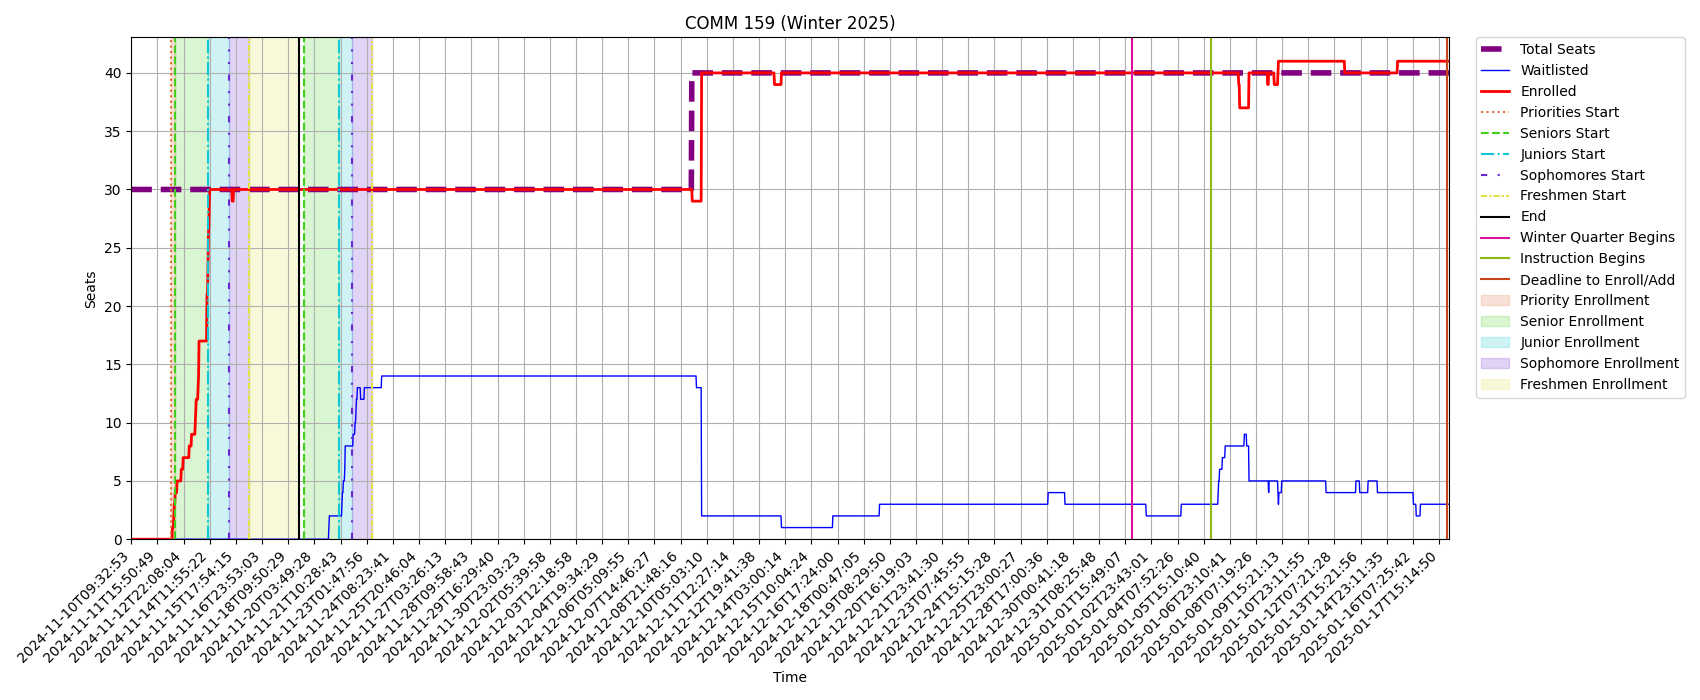 COMM 159 (Winter 2025)
Seats
40
35
30
25
20
15
10
5
0
2024-11-10T09:32:53
2024-11-11T15:50:49
2024-11-12T22:08:04
2024-11-14T11:55:22
2024-11-15T17:54:15
2024-11-16T23:53:03
2024-11-18T09:50:29
2024-11-20T03:49:28
2024-11-21T10:28:43
2024-11-23T01:47:56
2024-11-24T08:23:41
2024-11-25T20:46:04
2024-11-27T03:26:13
2024-11-28T09:58:43
2024-11-29T16:29:40
2024-11-30T23:03:23
2024-12-02T05:39:58
2024-12-03T12:18:58
2024-12-04T19:34:29
2024-12-06T05:09:55
2024-12-07T14:46:27
2024-12-08T21:48:16
2024-12-10T05:03:10
2024-12-11T12:27:14
2024-12-12T19:41:38
2024-12-14T03:00:14
2024-12-15T10:04:24
2024-12-16T17:24:00
2024-12-18T00:47:05
2024-12-19T08:29:50
2024-12-20T16:19:03
2024-12-21T23:41:30
2024-12-23T07:45:55
2024-12-24T15:15:28
2024-12-25T23:00:27
2024-12-28T17:00:36
2024-12-30T00:41:18
2024-12-31T08:25:48
2025-01-01T15:49:07
2025-01-02T23:43:01
2025-01-04T07:52:26
2025-01-05T15:10:40
2025-01-06T23:10:41
2025-01-08T07:19:26
2025-01-09T15:21:13
2025-01-10T23:11:55
2025-01-12T07:21:28
2025-01-13T15:21:56
2025-01-14T23:11:35
2025-01-16T07:25:42
2025-01-17T15:14:50
Time
Total Seats
Waitlisted
Enrolled
Priorities Start
Seniors Start
Juniors Start
Sophomores Start
Freshmen Start
End
Winter Quarter Begins
Instruction Begins
Deadline to Enroll/Add
Priority Enrollment
Senior Enrollment
Junior Enrollment
Sophomore Enrollment
Freshmen Enrollment